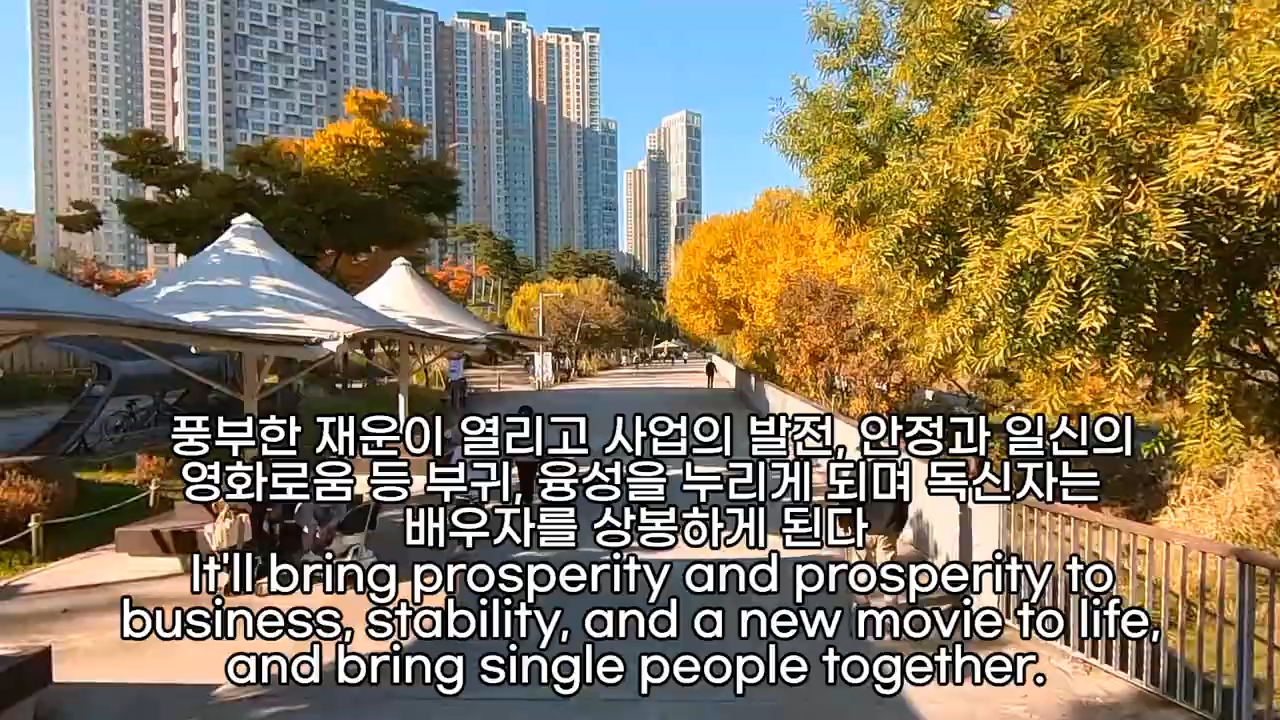 풍부한 재운이 열리고 사업의 발전, 안정과 일신의
영화로움 등 부귀, 융성을 누리게 되며 독신자는
배우자를 상봉하게 된다
It'll bring prosperity and prosperity to
business, stability, and a new movie to life,
and bring single people together.